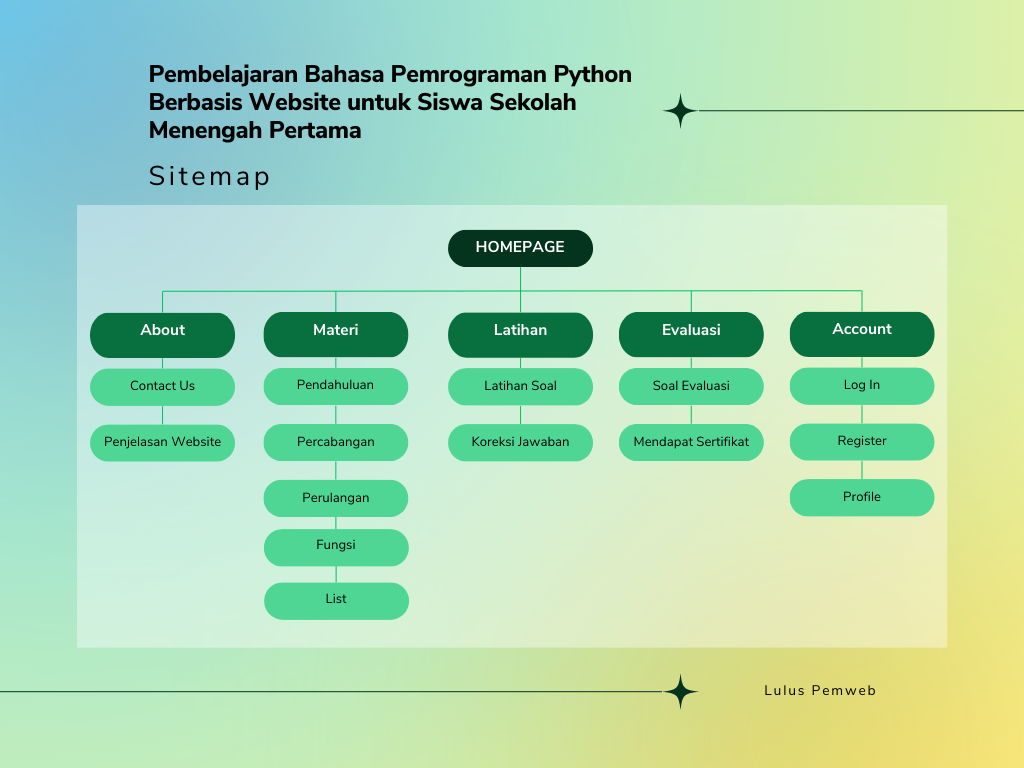 Pembelajaran Bahasa Pemrograman Python
Berbasis Website untuk Siswa Sekolah
Menengah Pertama
Sitemap
HOMEPAGE
About
Contact Us
Penjelasan Website
Materi
Pendahuluan
Percabangan
Perulangan
Fungsi
List
Latihan
Latihan Soal
Koreksi Jawaban
Evaluasi
Soal Evaluasi
Mendapat Sertifikat
Account
Log In
Register
Profile
Lulus Pemweb